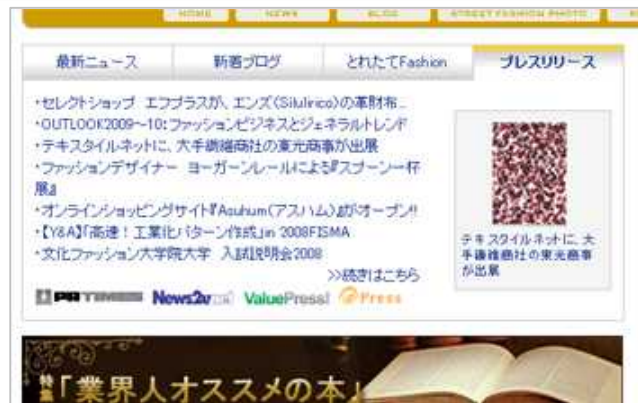 HOME NEWS BLOG STREET FASHION PHOTO
最新ニュース 新着ブログ とれたてFashion プレスリリース
・セレクトショップ エフプラスが、エンズ(Silulirico)の革財布...
・OUTLOOK2009〜10:ファッションビジネスとジェネラルトレンド
・テキスタイルネットに、大手繊維商社の東光商事が出展
・ファッションデザイナー ヨーガーンレールによる『スプーン一杯
展』
・オンラインショッピングサイト『Asuhum(アスハム)』がオープン!!
・【Y&A】「高速!工業化パターン作成」in 2008FISMA
・文化ファッション大学院大学 入試説明会2008
>>続きはこちら
テキスタイルネットに、大
手繊維商社の東光商事
が出展
PR TIMES News2u ValuePress! @Press
特集「業界人オススメの本」